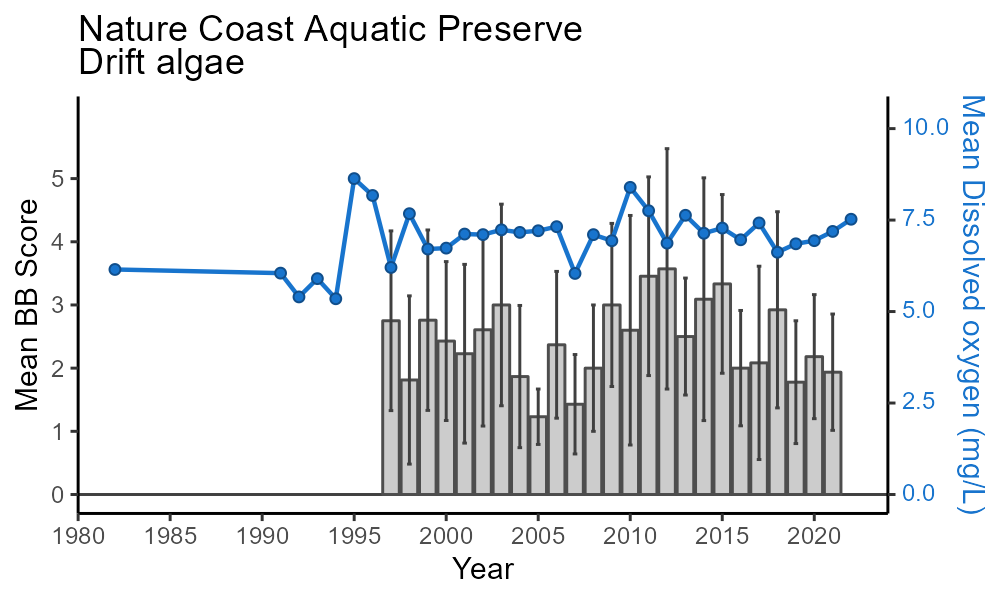 Nature Coast Aquatic Preserve
Drift algae
Mean BB Score
5
4
3
2
1
0
10.0
7.5
5.0
2.5
0.0
Mean Dissolved oxygen (mg/L)
1980 1985 1990 1995 2000 2005 2010 2015 2020
Year